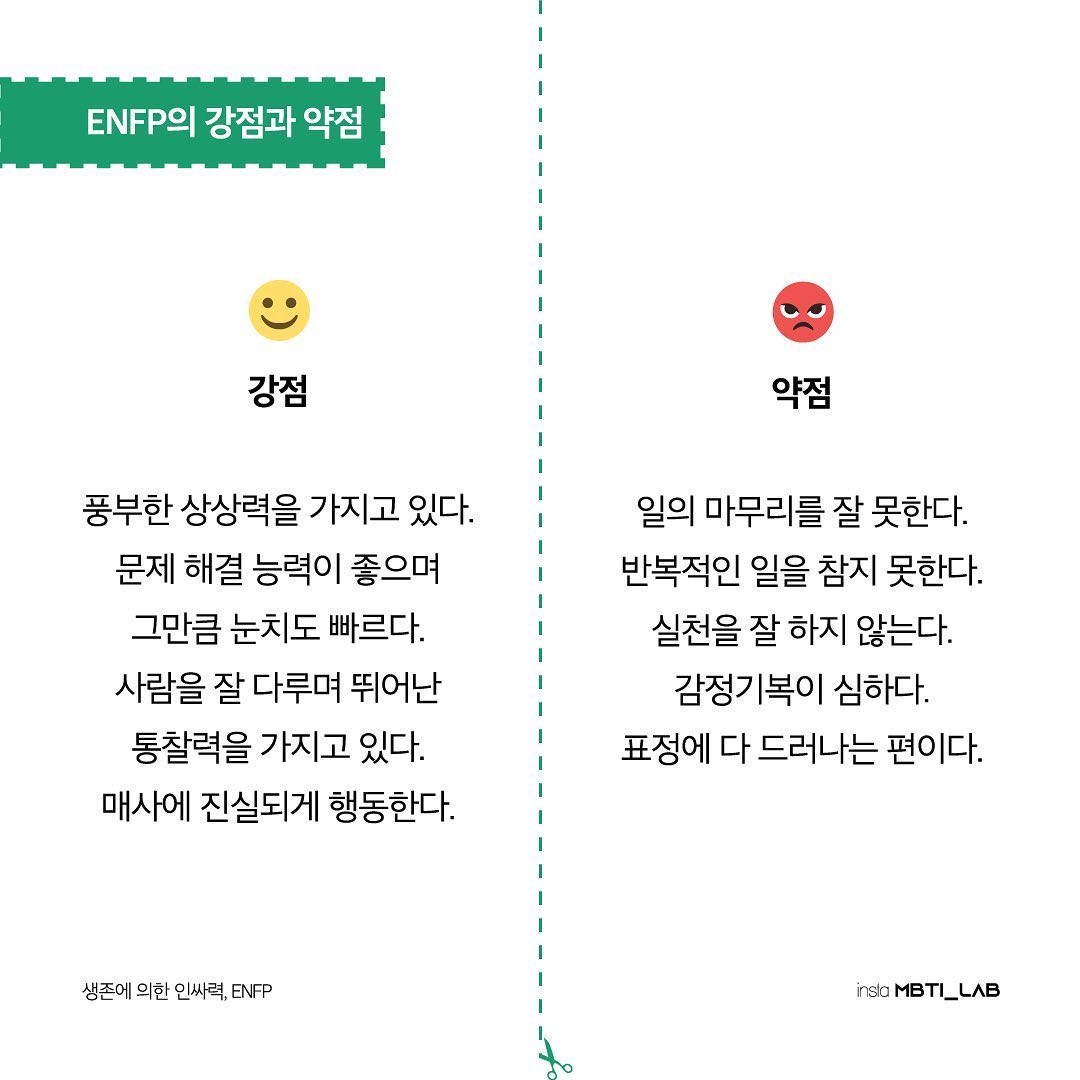 ENFP의 강점과 약점
강점
풍부한 상상력을 가지고 있다.
문제 해결 능력이 좋으며
그만큼 눈치도 빠르다.
사람을 잘 다루며 뛰어난
통찰력을 가지고 있다.
매사에 진실되게 행동한다.
약점
일의 마무리를 잘 못한다.
반복적인 일을 참지 못한다.
실천을 잘 하지 않는다.
감정기복이 심하다.
표정에 다 드러나는 편이다.
생존에 의한 인싸력, ENFP
insta MBTI_LAB